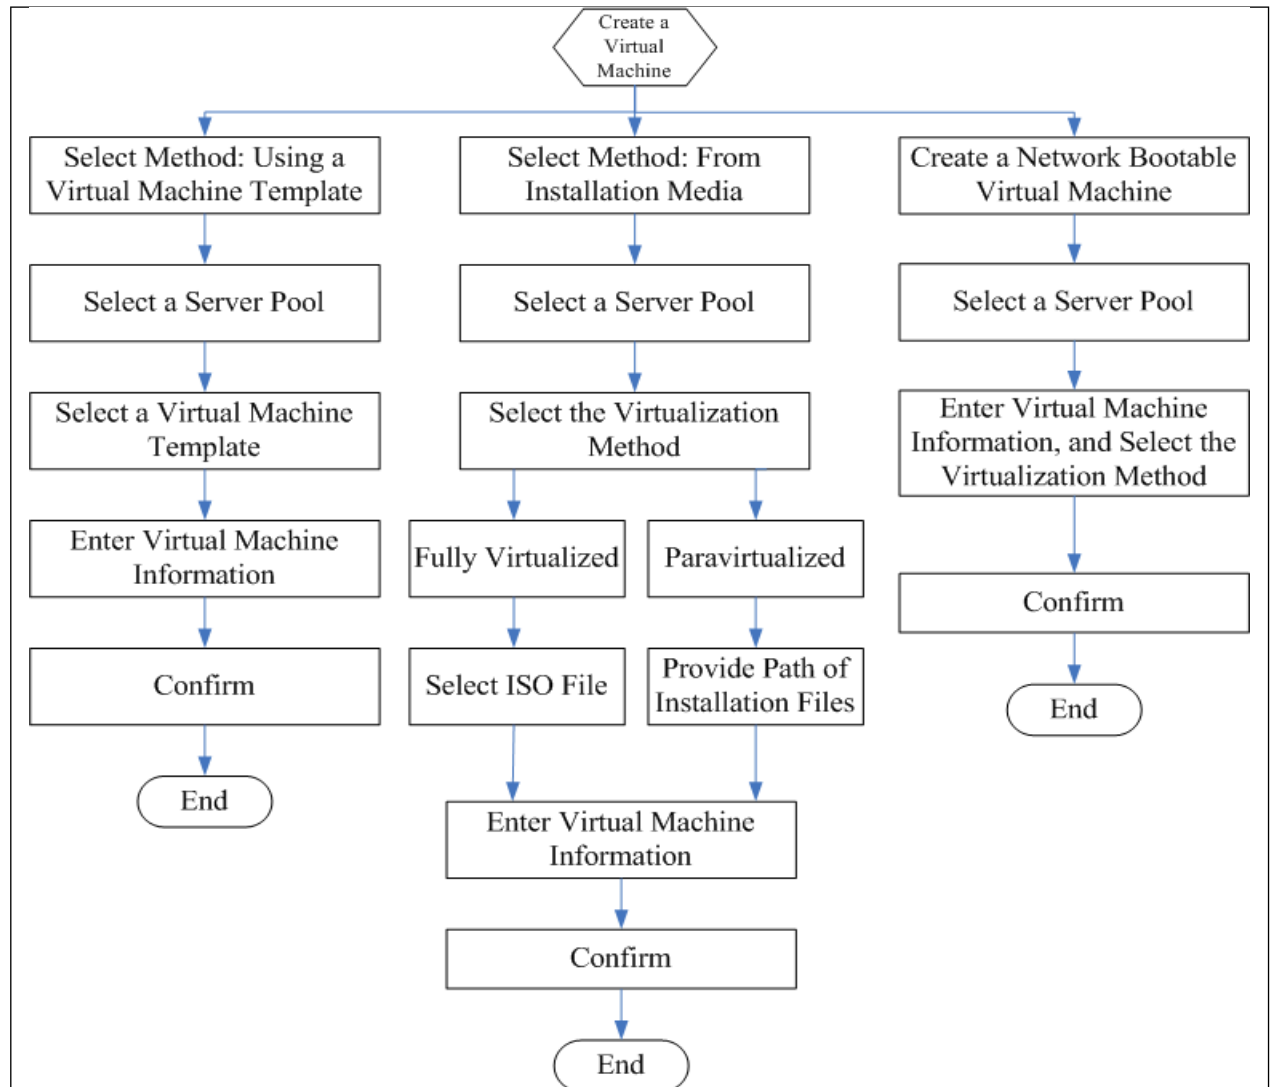 Create a
Virtual
Machine
Select Method: Using a
Virtual Machine Template
Select a Server Pool
Select a Virtual Machine
Template
Enter Virtual Machine
Information
Confirm
End
Select Method: From
Installation Media
Select a Server Pool
Select the Virtualization
Method
Fully Virtualized
Select ISO File
Paravirtualized
Provide Path of
Installation Files
Enter Virtual Machine
Information
Confirm
End
Create a Network Bootable
Virtual Machine
Select a Server Pool
Enter Virtual Machine
Information, and Select the
Virtualization Method
Confirm
End